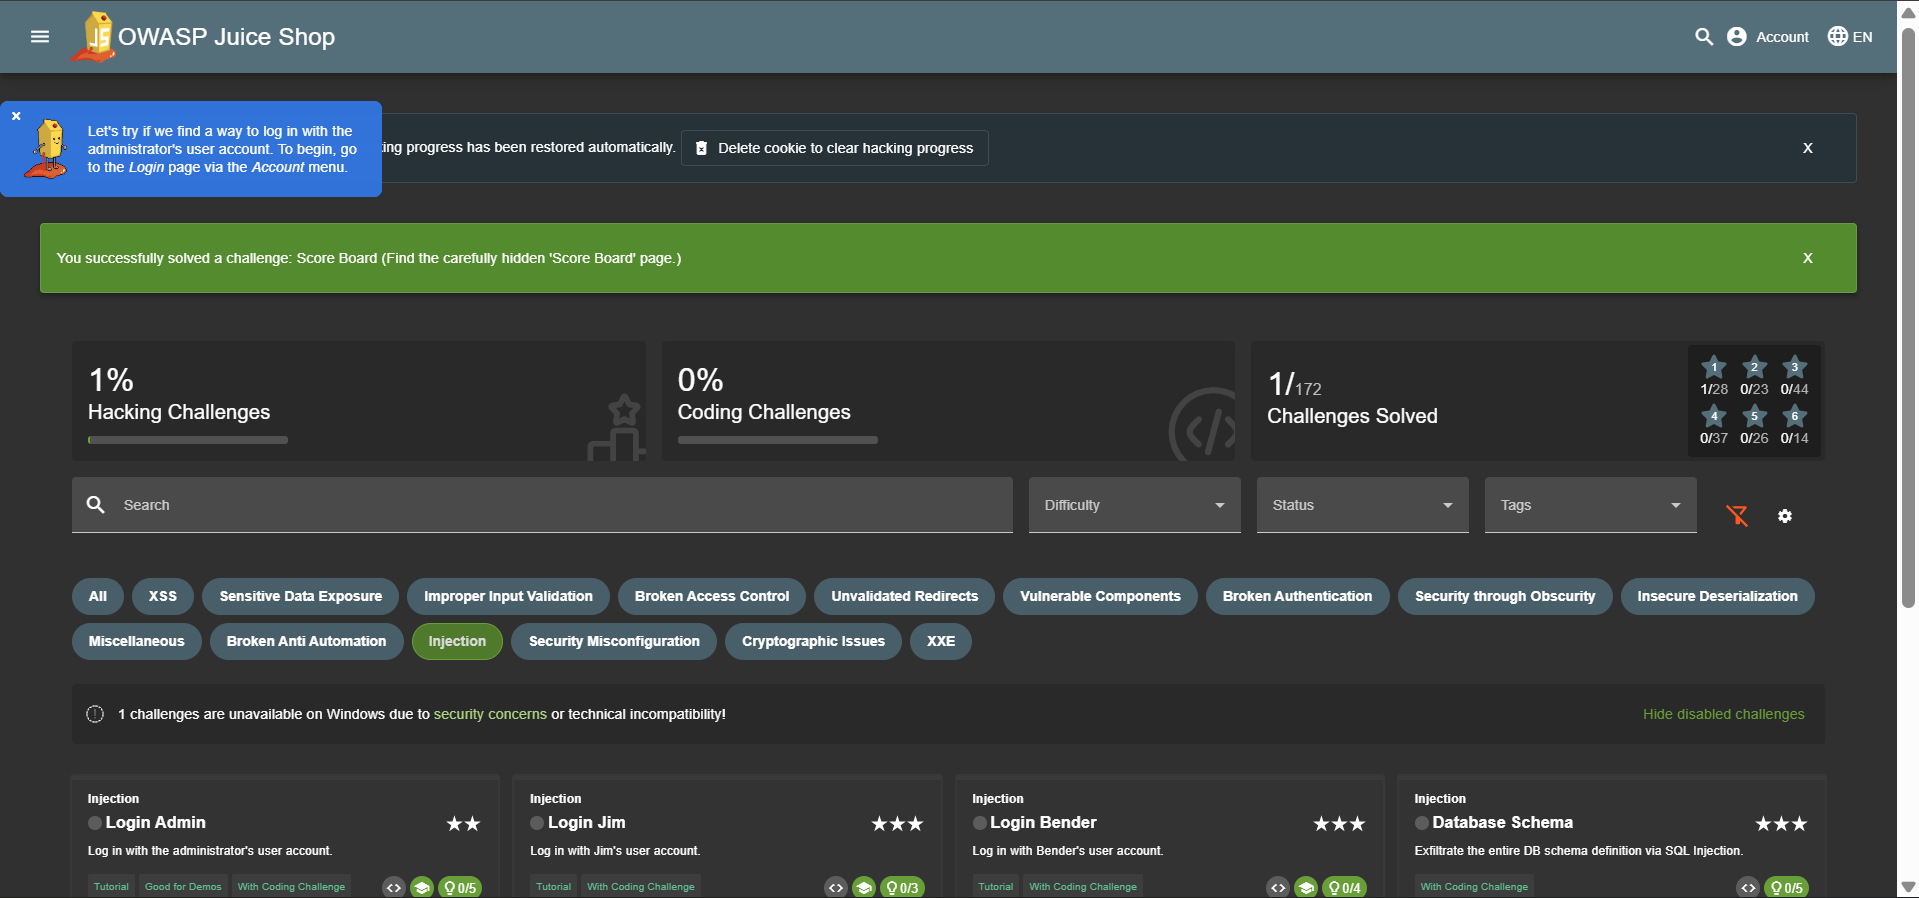 OWASP Juice Shop
Account
EN
Let's try if we find a way to log in with the
administrator's user account. To begin, go
to the Login page via the Account menu.
king progress has been restored automatically.
Delete cookie to clear hacking progress
X
You successfully solved a challenge: Score Board (Find the carefully hidden 'Score Board' page.)
X
1%
Hacking Challenges
0%
Coding Challenges
1/172
Challenges Solved
1 2 3
1/28 0/23 0/44
4 5 6
0/37 0/26 0/14
Search
Difficulty
Status
Tags
All XSS Sensitive Data Exposure Improper Input Validation Broken Access Control Unvalidated Redirects Vulnerable Components Broken Authentication Security through Obscurity Insecure Deserialization
Miscellaneous Broken Anti Automation Injection Security Misconfiguration Cryptographic Issues XXE
1 challenges are unavailable on Windows due to security concerns or technical incompatibility!
Hide disabled challenges
Injection
Login Admin
Log in with the administrator's user account.
Tutorial Good for Demos With Coding Challenge <> 0/5
Injection
Login Jim
Log in with Jim's user account.
Tutorial With Coding Challenge <> 0/3
Injection
Login Bender
Log in with Bender's user account.
Tutorial With Coding Challenge <> 0/4
Injection
Database Schema
Exfiltrate the entire DB schema definition via SQL Injection.
With Coding Challenge <> 0/5